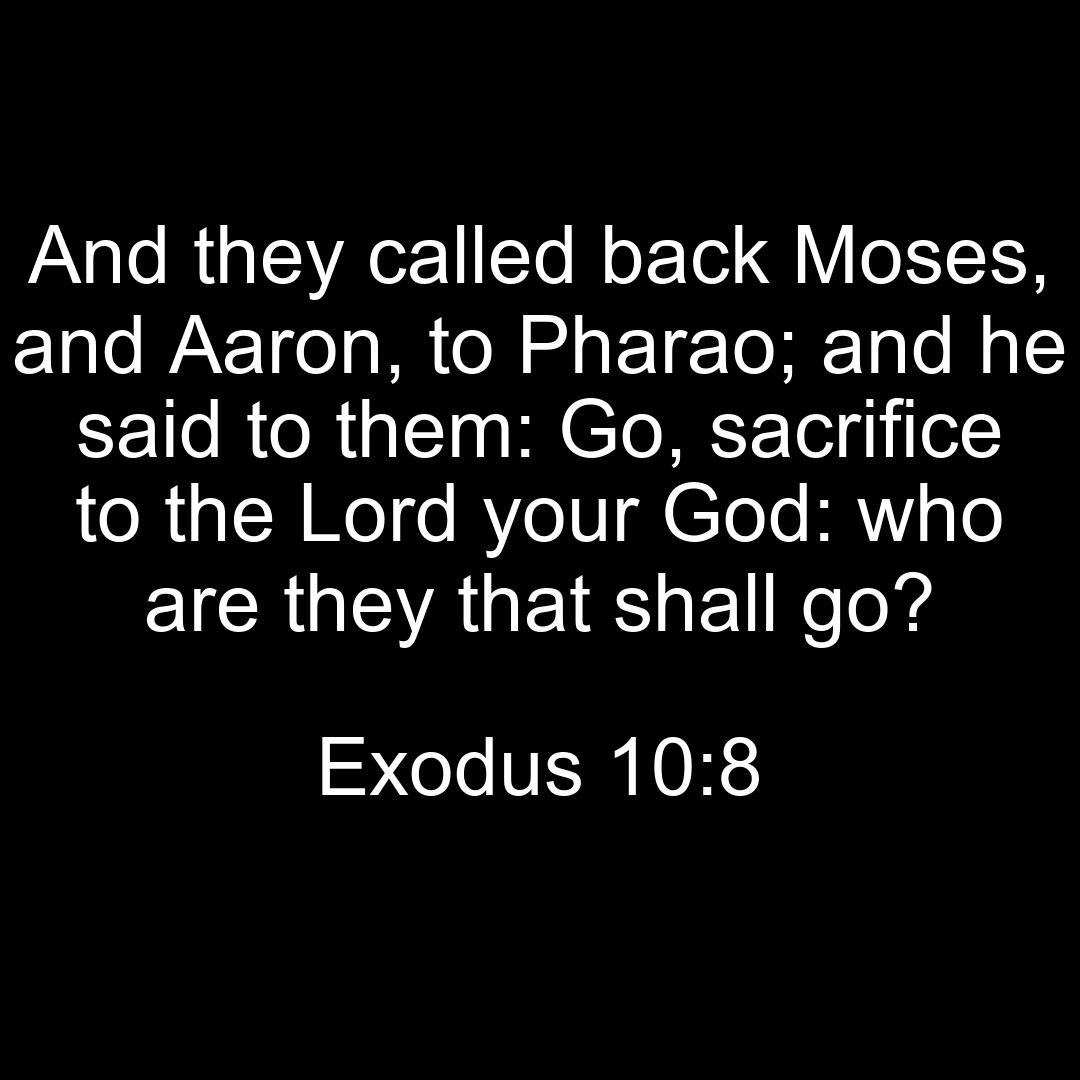 And they called back Moses,
and Aaron, to Pharao; and he
said to them: Go, sacrifice
to the Lord your God: who
are they that shall go?
Exodus 10:8